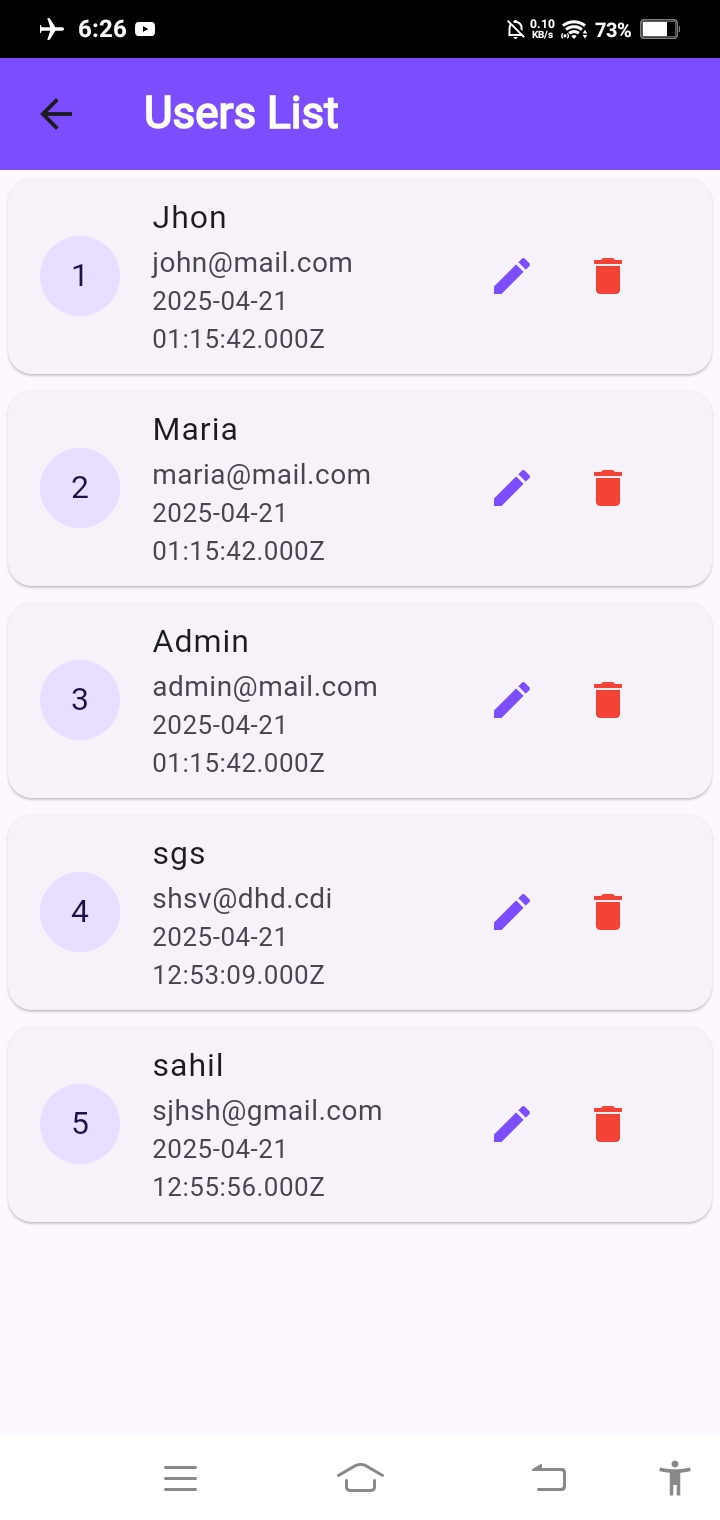 6:26
0.10
KB/s
73%
Users List
1
Jhon
john@mail.com
2025-04-21
01:15:42.000Z
2
Maria
maria@mail.com
2025-04-21
01:15:42.000Z
3
Admin
admin@mail.com
2025-04-21
01:15:42.000Z
4
sgs
shsv@dhd.cdi
2025-04-21
12:53:09.000Z
5
sahil
sjhsh@gmail.com
2025-04-21
12:55:56.000Z